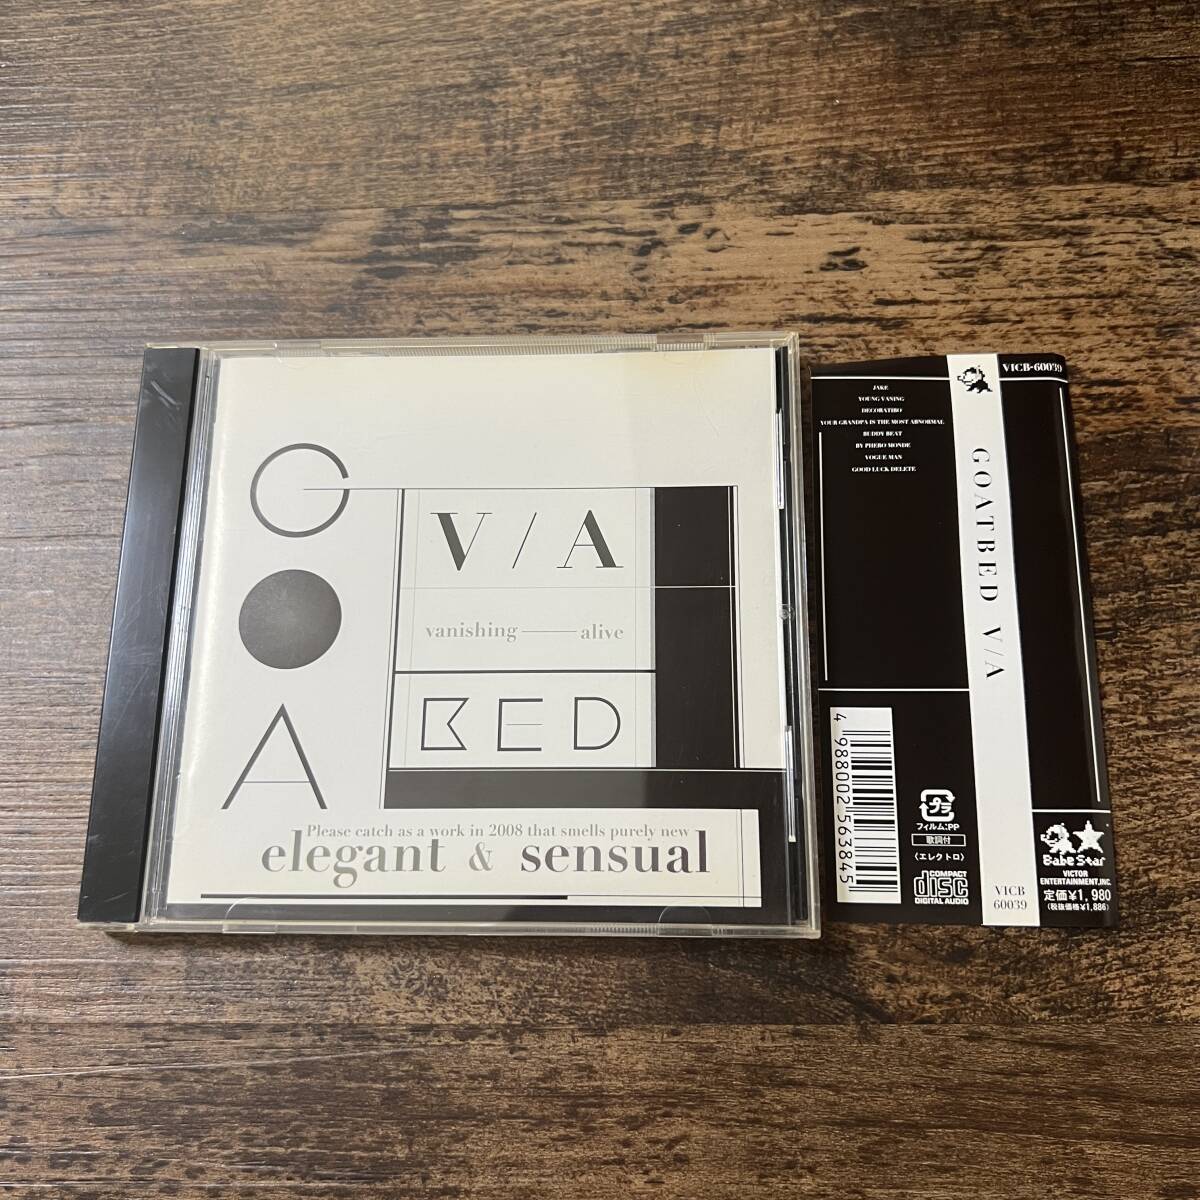 GOA
V/A
vanishing — alive
BED
Please catch as a work in 2008 that smells purely new
elegant & sensual
JAKE
YOUNG VANING
DECORATIBO
YOUR GRANDPA IS THE MOST ABNORMAL
BUDDY BEAT
BY PHEBO MONDE
VOGUE MAN
GOOD LUCK DELETE
4 988002 563845
プラ
フィルム:PP
歌詞付
(エレクトロ)
COMPACT
disc
DIGITAL AUDIO
GOATBED V/A
VICB
60039
VICB-60039
Babe Star
VICTOR
ENTERTAINMENT,INC.
定価¥1,980
(税抜価格¥1,886)